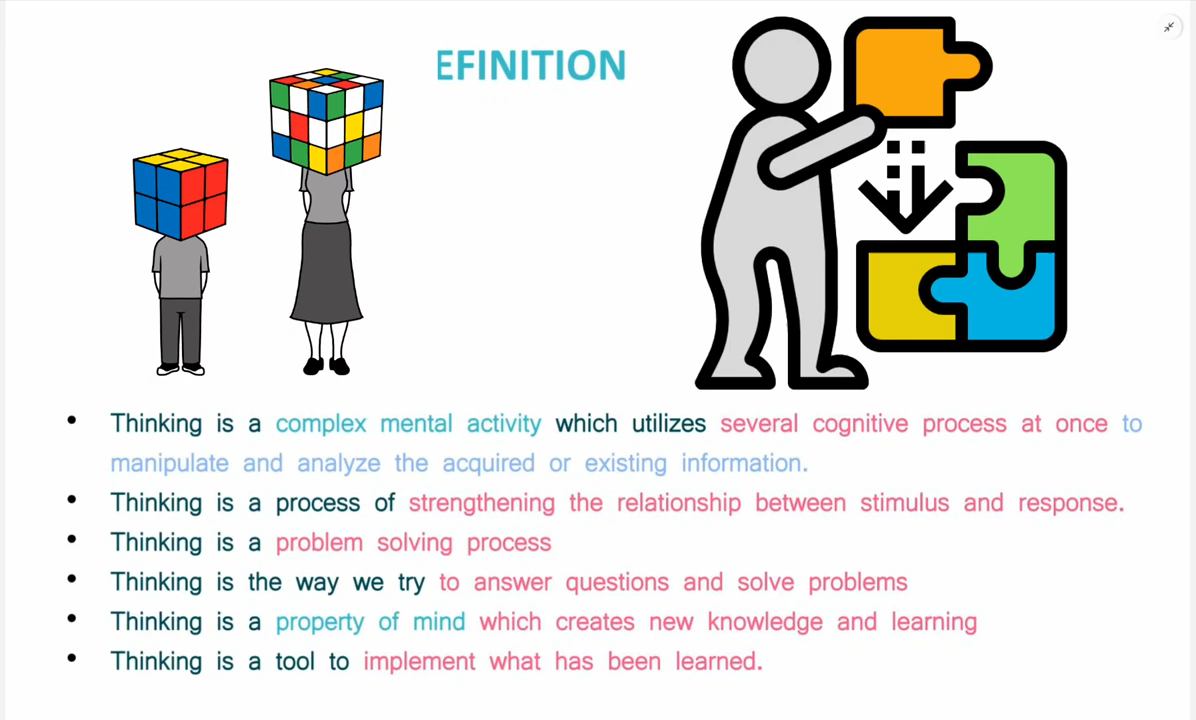 EFINITION
• Thinking is a complex mental activity which utilizes several cognitive process at once to
manipulate and analyze the acquired or existing information.
• Thinking is a process of strengthening the relationship between stimulus and response.
• Thinking is a problem solving process
• Thinking is the way we try to answer questions and solve problems
• Thinking is a property of mind which creates new knowledge and learning
• Thinking is a tool to implement what has been learned.